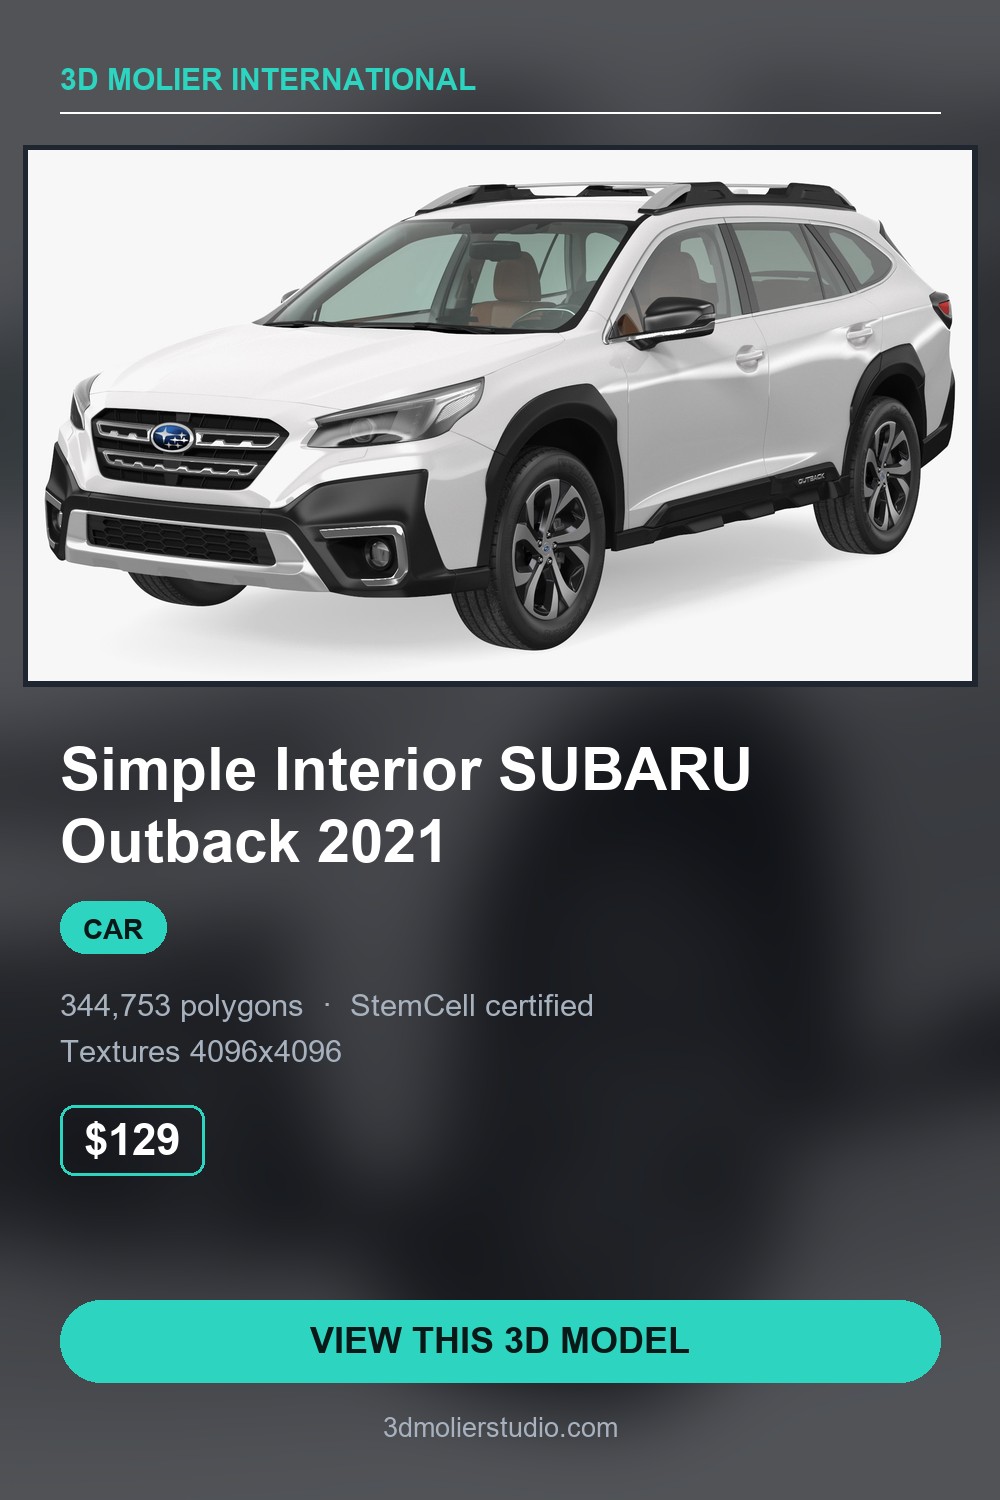 3D MOLIER INTERNATIONAL
OUTBACK
Simple Interior SUBARU
Outback 2021
CAR
344,753 polygons · StemCell certified
Textures 4096x4096
$129
VIEW THIS 3D MODEL
3dmolierstudio.com